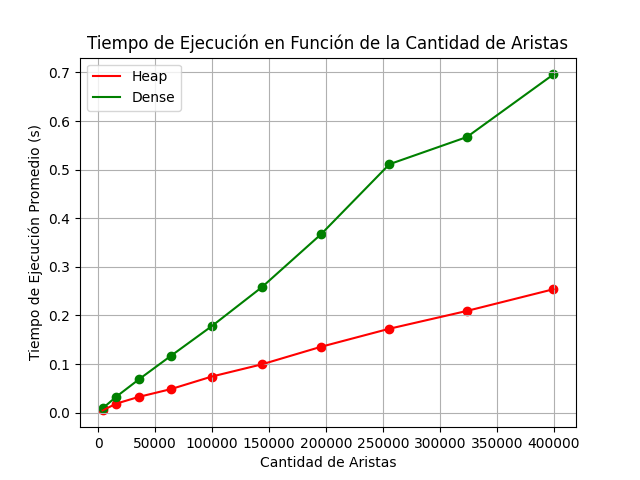 Tiempo de Ejecución en Función de la Cantidad de Aristas
Heap
Dense
Tiempo de Ejecución Promedio (s)
0.7
0.6
0.5
0.4
0.3
0.2
0.1
0.0
0 50000 100000 150000 200000 250000 300000 350000 400000
Cantidad de Aristas